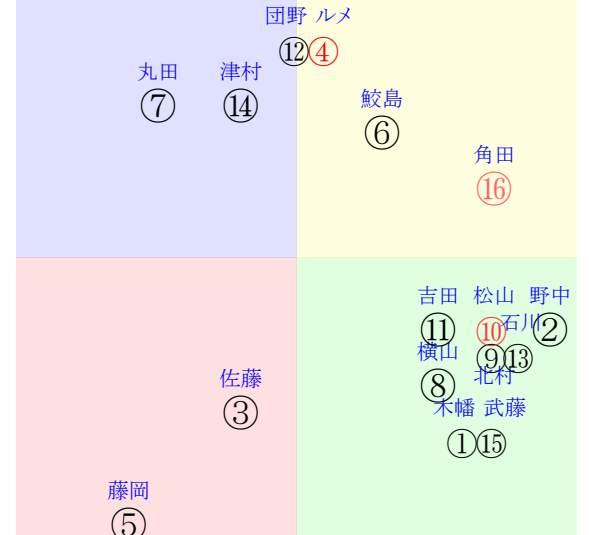 団野 ルメ
⑫④
丸田 津村
⑦ ⑭
鮫島
⑥
角田
⑯
吉田 松山 野中
⑪ ⑩ 石川 ②
横山 ⑨⑬
⑧ 北村
佐藤
③
木幡 武藤
①⑮
藤岡
⑤